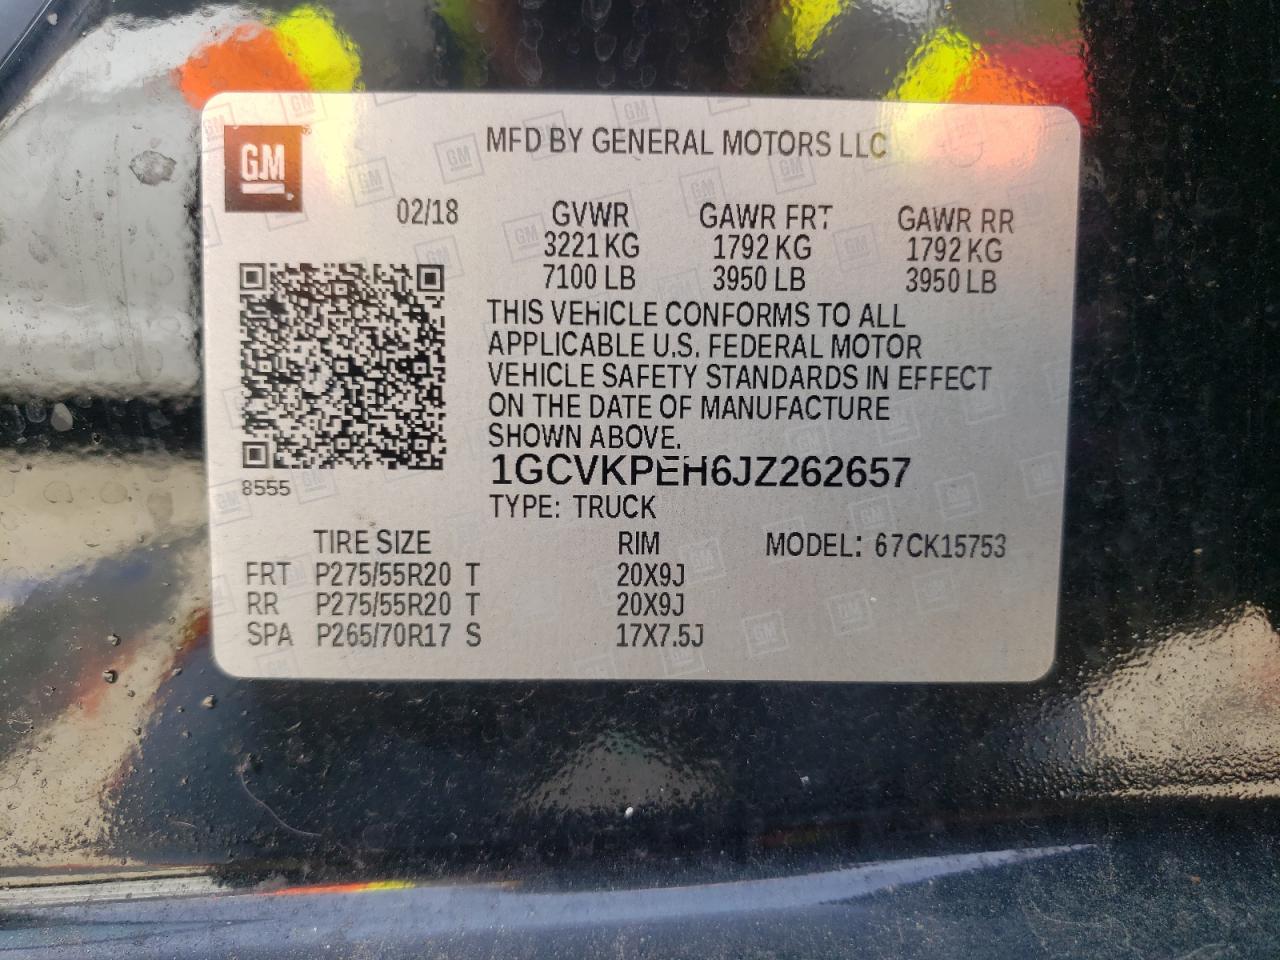 GM
MFD BY GENERAL MOTORS LLC
02/18 GVWR GAWR FRT GAWR RR
3221 KG 1792 KG 1792 KG
7100 LB 3950 LB 3950 LB
THIS VEHICLE CONFORMS TO ALL
APPLICABLE U.S. FEDERAL MOTOR
VEHICLE SAFETY STANDARDS IN EFFECT
ON THE DATE OF MANUFACTURE
SHOWN ABOVE.
1GCVKPEH6JZ262657
8555
TYPE: TRUCK
TIRE SIZE RIM MODEL: 67CK15753
FRT P275/55R20 T 20X9J
RR P275/55R20 T 20X9J
SPA P265/70R17 S 17X7.5J